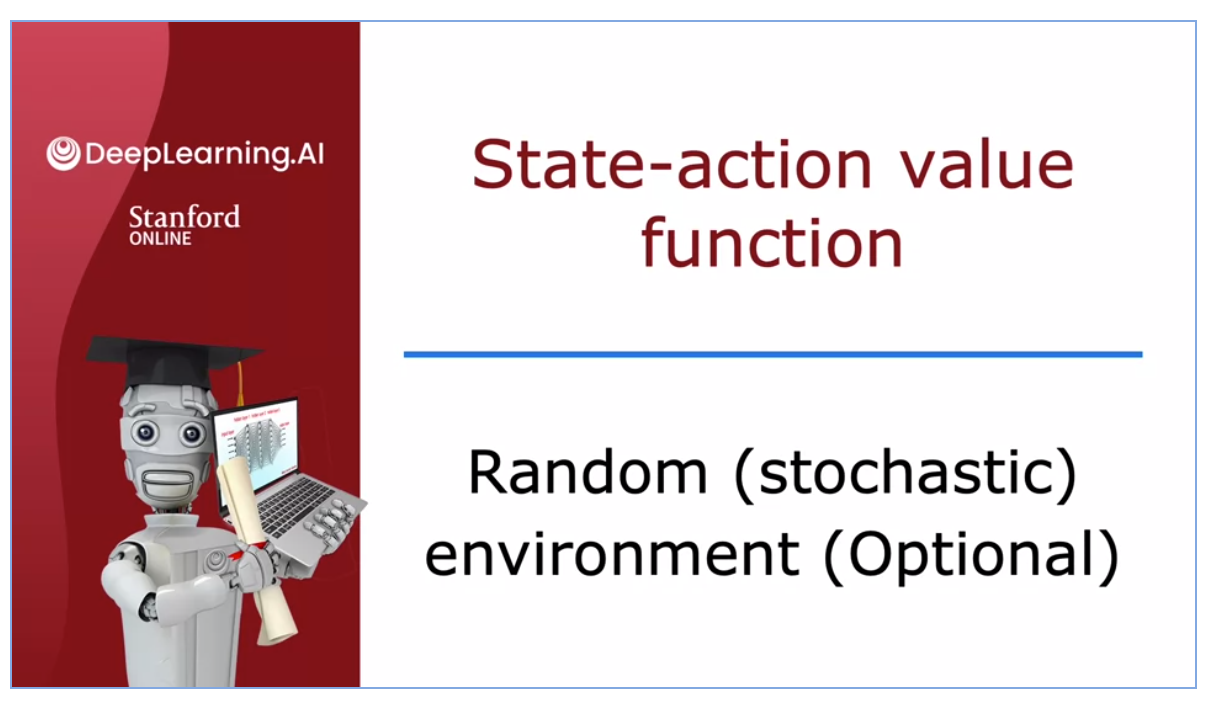 DeepLearning.AI
Stanford
ONLINE
State-action value
function
Random (stochastic)
environment (Optional)